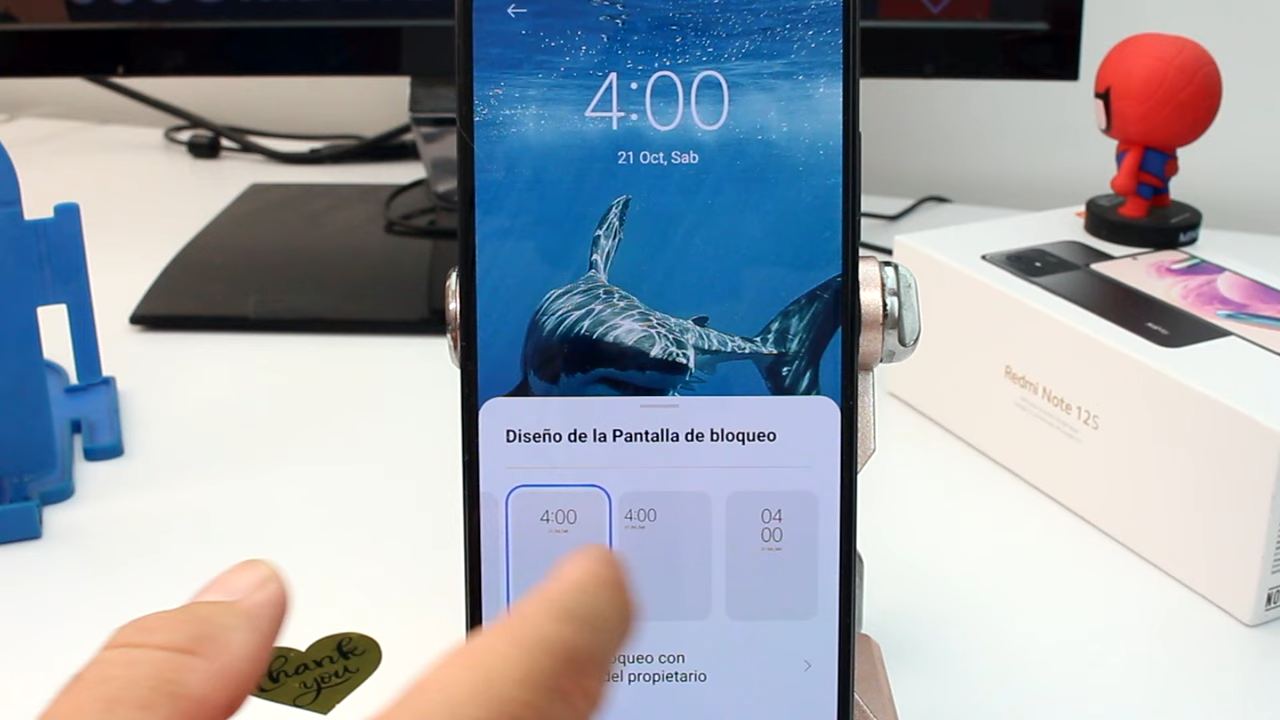 4:00
21 Oct, Sab
Diseño de la Pantalla de bloqueo
4:00
4:00
04
00
oqueo con
del propietario
Redmi Note 12S
Thank
you